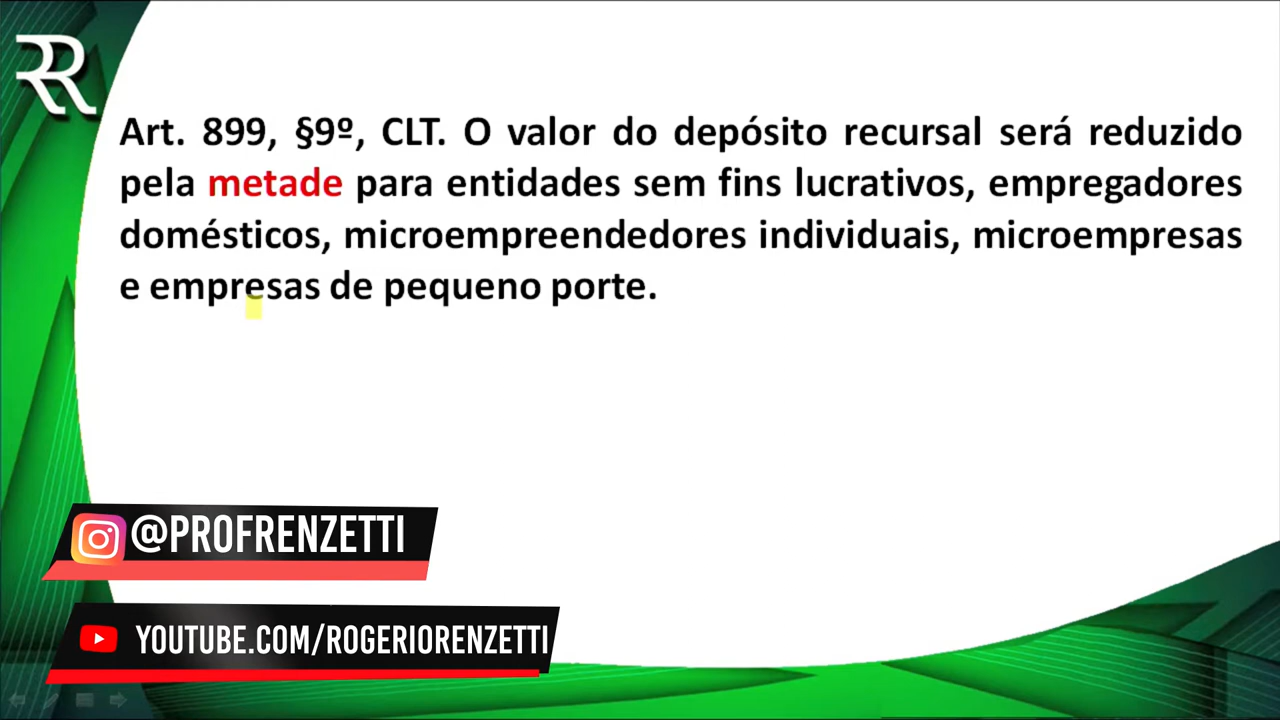 RR
Art. 899, §9º, CLT. O valor do depósito recursal será reduzido
pela metade para entidades sem fins lucrativos, empregadores
domésticos, microempreendedores individuais, microempresas
e empresas de pequeno porte.
@PROFRENZETTI
YOUTUBE.COM/ROGERIORENZETTI